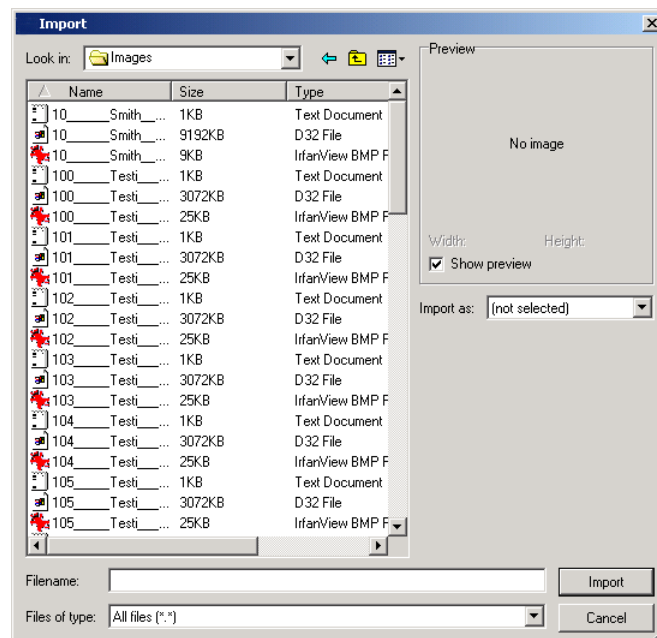 Import
Look in: Images
Name Size Type
10_____Smith__... 1KB Text Document
10_____Smith__... 9192KB D32 File
10_____Smith__... 9KB IrfanView BMP F
100_____Testi___... 1KB Text Document
100_____Testi___... 3072KB D32 File
100_____Testi___... 25KB IrfanView BMP F
101_____Testi___... 1KB Text Document
101_____Testi___... 3072KB D32 File
101_____Testi___... 25KB IrfanView BMP F
102_____Testi___... 1KB Text Document
102_____Testi___... 3072KB D32 File
102_____Testi___... 25KB IrfanView BMP F
103_____Testi___... 1KB Text Document
103_____Testi___... 3072KB D32 File
103_____Testi___... 25KB IrfanView BMP F
104_____Testi___... 1KB Text Document
104_____Testi___... 3072KB D32 File
104_____Testi___... 25KB IrfanView BMP F
105_____Testi___... 1KB Text Document
105_____Testi___... 3072KB D32 File
105_____Testi___... 25KB IrfanView BMP F
Preview
No image
Width: Height:
Show preview
Import as: (not selected)
Filename:
Import
Files of type: All files (*.*)
Cancel